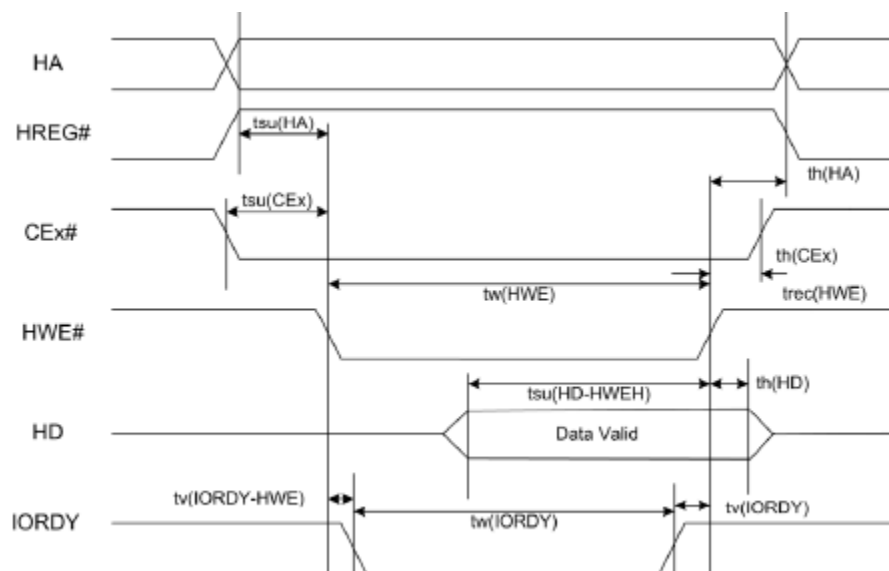 HA
tsu(HA)
HREG#
th(HA)
tsu(CEx)
CEx#
th(CEx)
tw(HWE)
trec(HWE)
HWE#
tsu(HD-HWEH)
th(HD)
HD
Data Valid
tv(IORDY-HWE)
tw(IORDY)
tv(IORDY)
IORDY